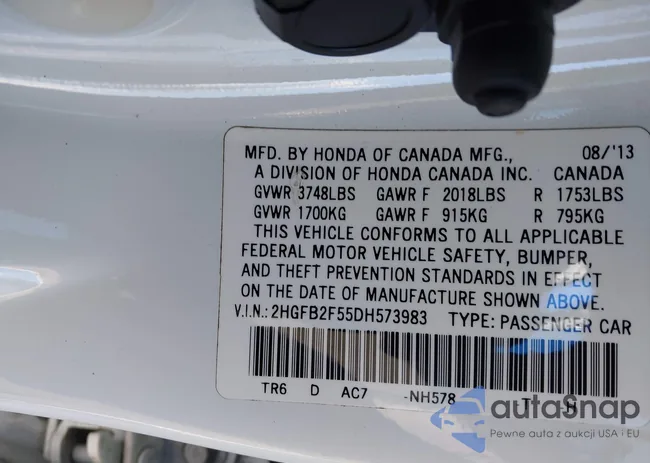 MFD. BY HONDA OF CANADA MFG., 08/'13
A DIVISION OF HONDA CANADA INC. CANADA
GVWR 3748LBS GAWR F 2018LBS R 1753LBS
GVWR 1700KG GAWR F 915KG R 795KG
THIS VEHICLE CONFORMS TO ALL APPLICABLE
FEDERAL MOTOR VEHICLE SAFETY, BUMPER,
AND THEFT PREVENTION STANDARDS IN EFFECT
ON THE DATE OF MANUFACTURE SHOWN ABOVE.
V.I.N.: 2HGFB2F55DH573983 TYPE: PASSENGER CAR
TR6 D AC7 -NH578 T H
autaSnap
Pewne auta z aukcji USA i EU